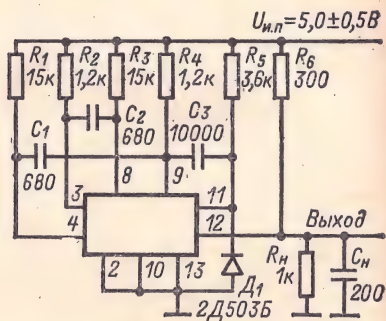 Uи.п=5,0±0,5В
R1 R2 R3 R4 R5 R6
15к 1,2к 15к 1,2к 3,6к 300
C1 C2 C3
680 680 10000
8 9
3 11
4 12
Выход
2 10 13
Д1
2Д503Б
Rн
1к
Cн
200